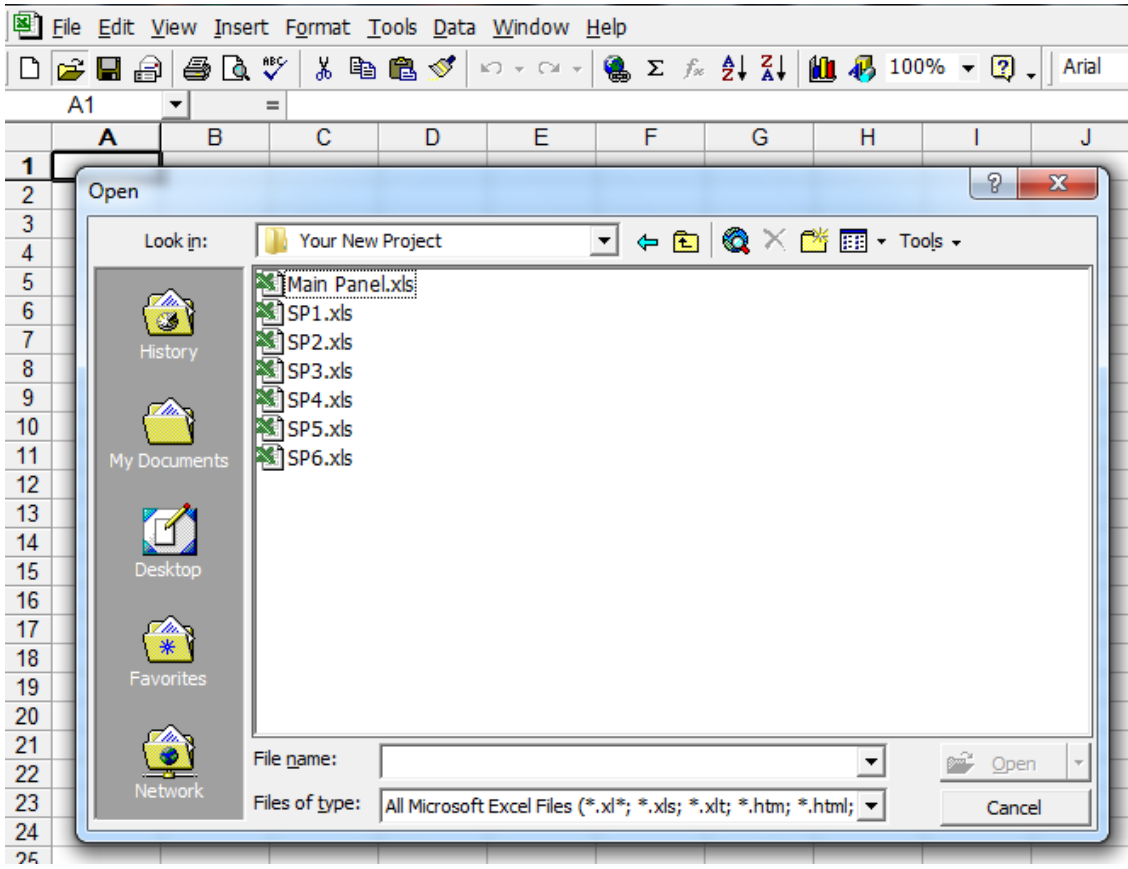 File Edit View Insert Format Tools Data Window Help
ABC Σ fx A Z Z A 100% ? Arial
A1 =
A B C D E F G H I J
1
2
Open ? X
3
Look in: Your New Project Tools
4
5
Main Panel.xls
6
SP1.xls
7
History SP2.xls
8
SP3.xls
9
SP4.xls
10
SP5.xls
11
My Documents SP6.xls
12
13
14
15
Desktop
16
17
18
19
Favorites
20
21
File name: Open
22
23
Network
Files of type: All Microsoft Excel Files (*.xl*; *.xls; *.xlt; *.htm; *.html; Cancel
24
25